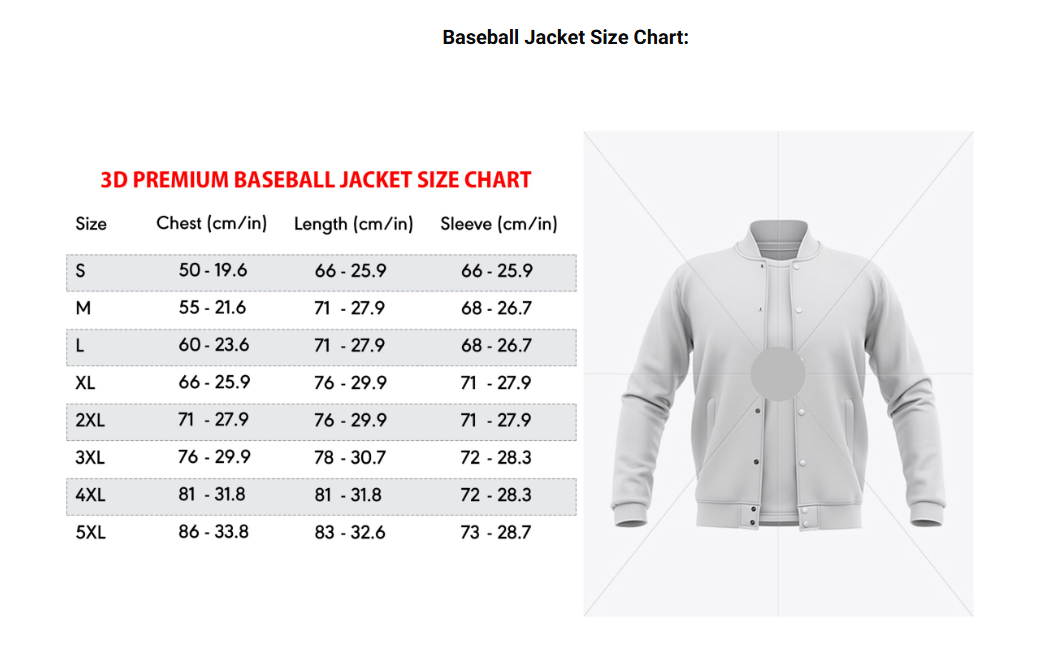 Baseball Jacket Size Chart:
3D PREMIUM BASEBALL JACKET SIZE CHART
Size Chest (cm/in) Length (cm/in) Sleeve (cm/in)
S 50 - 19.6 66 - 25.9 66 - 25.9
M 55 - 21.6 71 - 27.9 68 - 26.7
L 60 - 23.6 71 - 27.9 68 - 26.7
XL 66 - 25.9 76 - 29.9 71 - 27.9
2XL 71 - 27.9 76 - 29.9 71 - 27.9
3XL 76 - 29.9 78 - 30.7 72 - 28.3
4XL 81 - 31.8 81 - 31.8 72 - 28.3
5XL 86 - 33.8 83 - 32.6 73 - 28.7